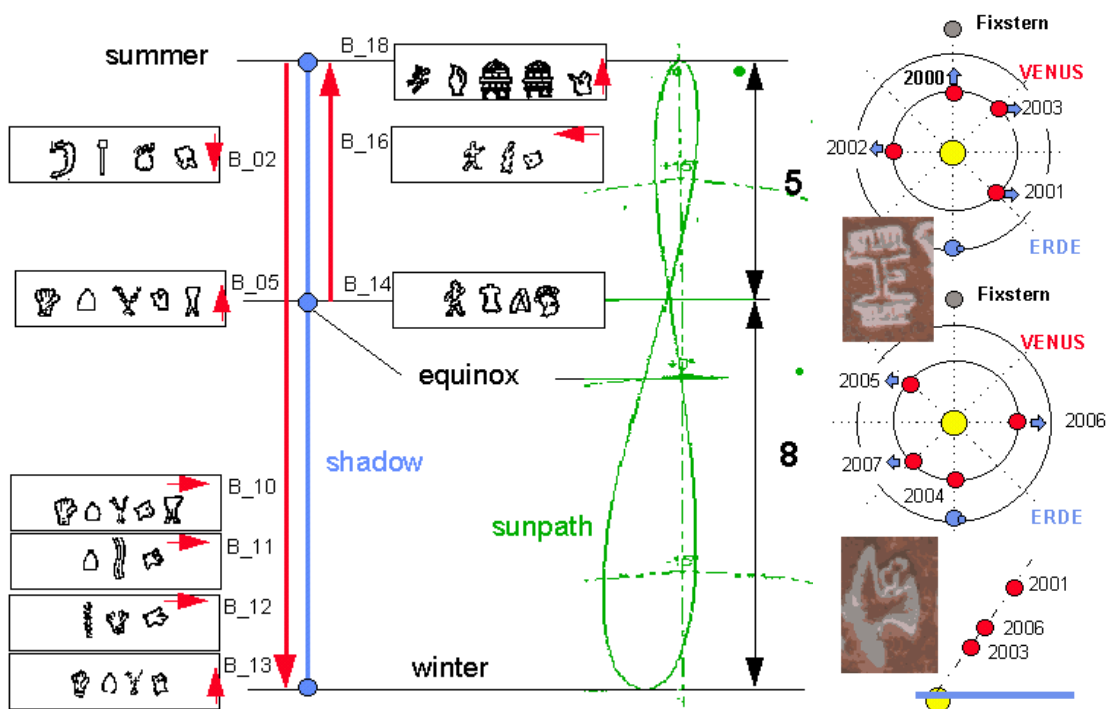 summer
B_18
B_02
B_16
B_05
B_14
equinox
shadow
B_10
B_11
B_12
B_13
winter
sunpath
5
8
Fixstern
VENUS
2000
2003
2002
2001
ERDE
Fixstern
VENUS
2005
2006
2007
2004
ERDE
2001
2006
2003